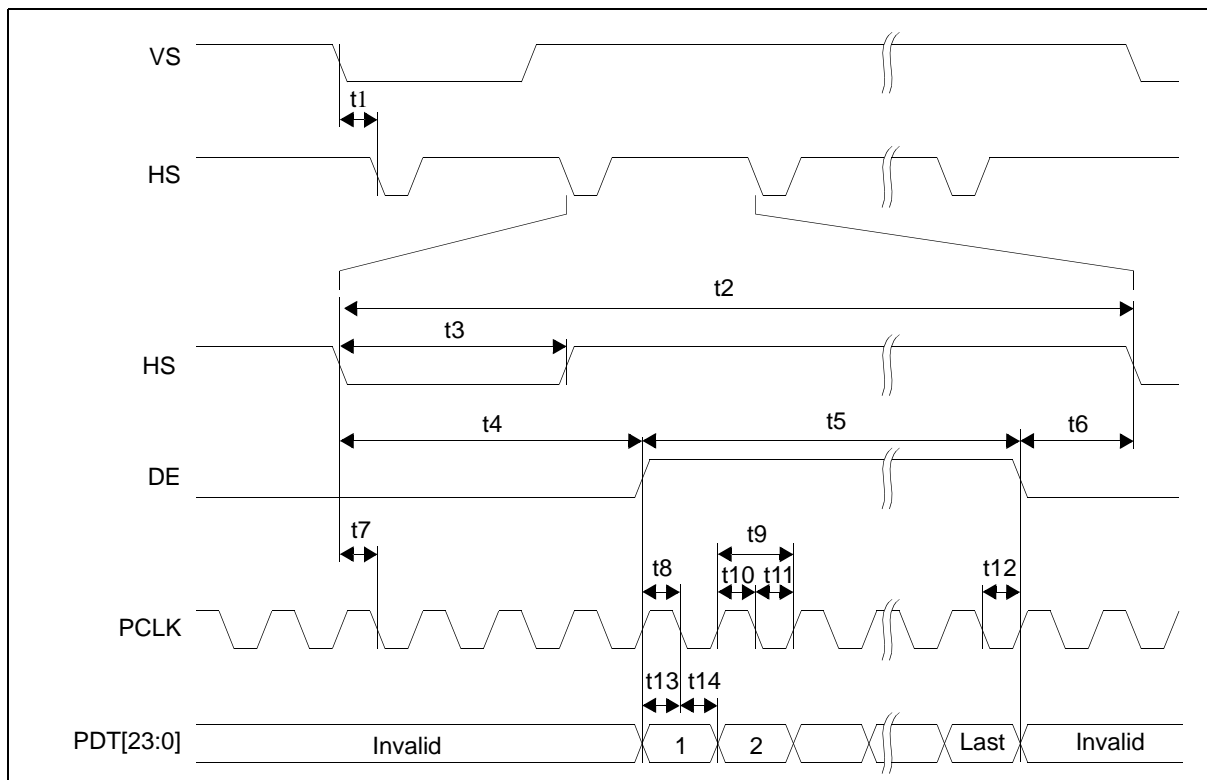 VS
t1
HS
t2
t3
HS
t4
t5
t6
DE
t7
t9
t8
t10
t11
t12
PCLK
t13
t14
PDT[23:0]
Invalid
1
2
Last
Invalid